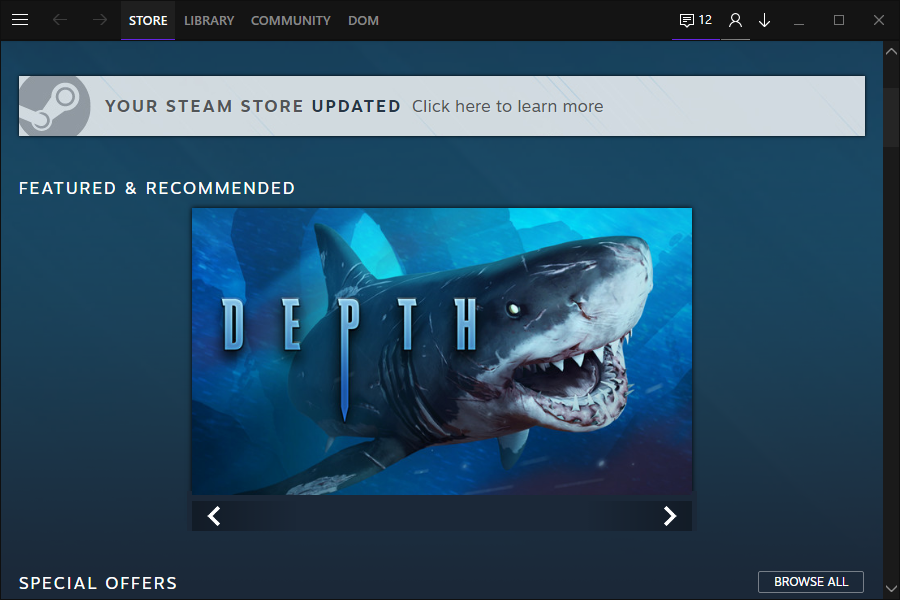 STORE LIBRARY COMMUNITY DOM 12
YOUR STEAM STORE UPDATED Click here to learn more
FEATURED & RECOMMENDED
DEPTH
SPECIAL OFFERS BROWSE ALL